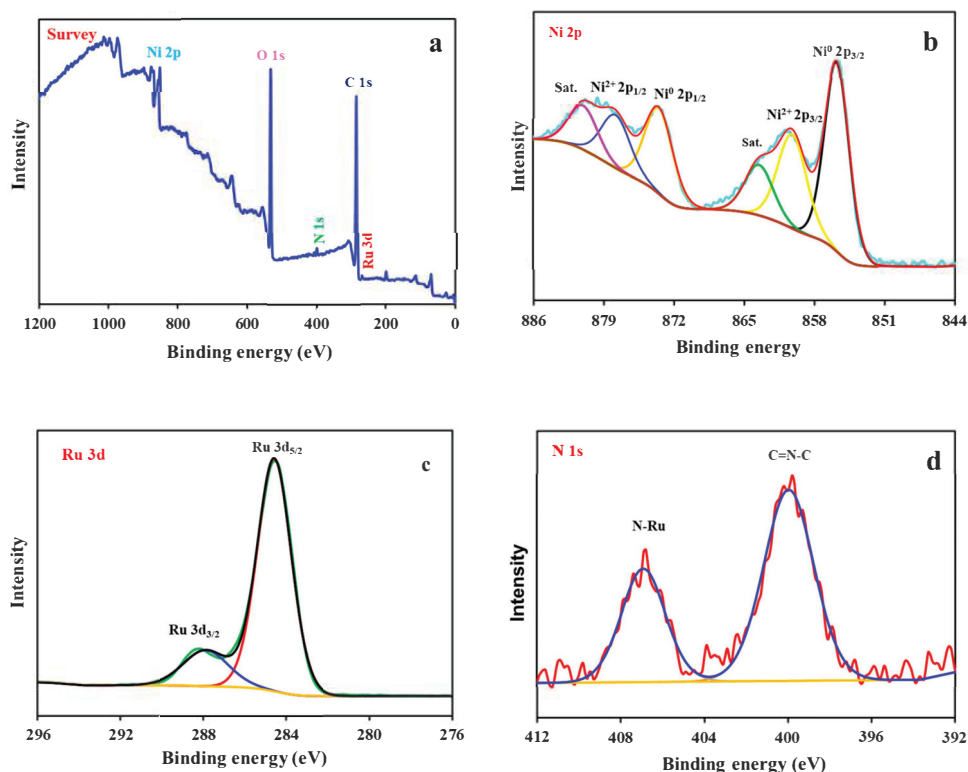 Survey
a
Ni 2p
O 1s
C 1s
N 1s
Ru 3d
Intensity
1200 1000 800 600 400 200 0
Binding energy (eV)
Ni 2p
b
Ni⁰ 2p3/2
Sat.
Ni²⁺ 2p1/2
Ni⁰ 2p1/2
Ni²⁺ 2p3/2
Sat.
Intensity
886 879 872 865 858 851 844
Binding energy
Ru 3d
c
Ru 3d5/2
Ru 3d3/2
Intensity
296 292 288 284 280 276
Binding energy (eV)
N 1s
d
C=N-C
N-Ru
Intensity
412 408 404 400 396 392
Binding energy (eV)